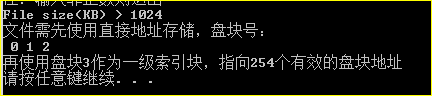 File size(KB) > 1024
文件需先使用直接地址存储，盘块号：
0 1 2
再使用盘块3作为一级索引块，指向254个有效的盘块地址
请按任意键继续. . .